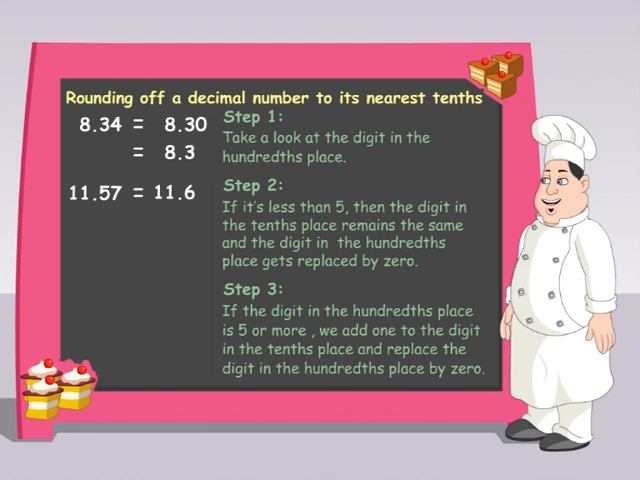 Rounding off a decimal number to its nearest tenths
8.34 = 8.30
= 8.3
11.57 = 11.6
Step 1:
Take a look at the digit in the
hundredths place.
Step 2:
If it's less than 5, then the digit in
the tenths place remains the same
and the digit in the hundredths
place gets replaced by zero.
Step 3:
If the digit in the hundredths place
is 5 or more , we add one to the digit
in the tenths place and replace the
digit in the hundredths place by zero.